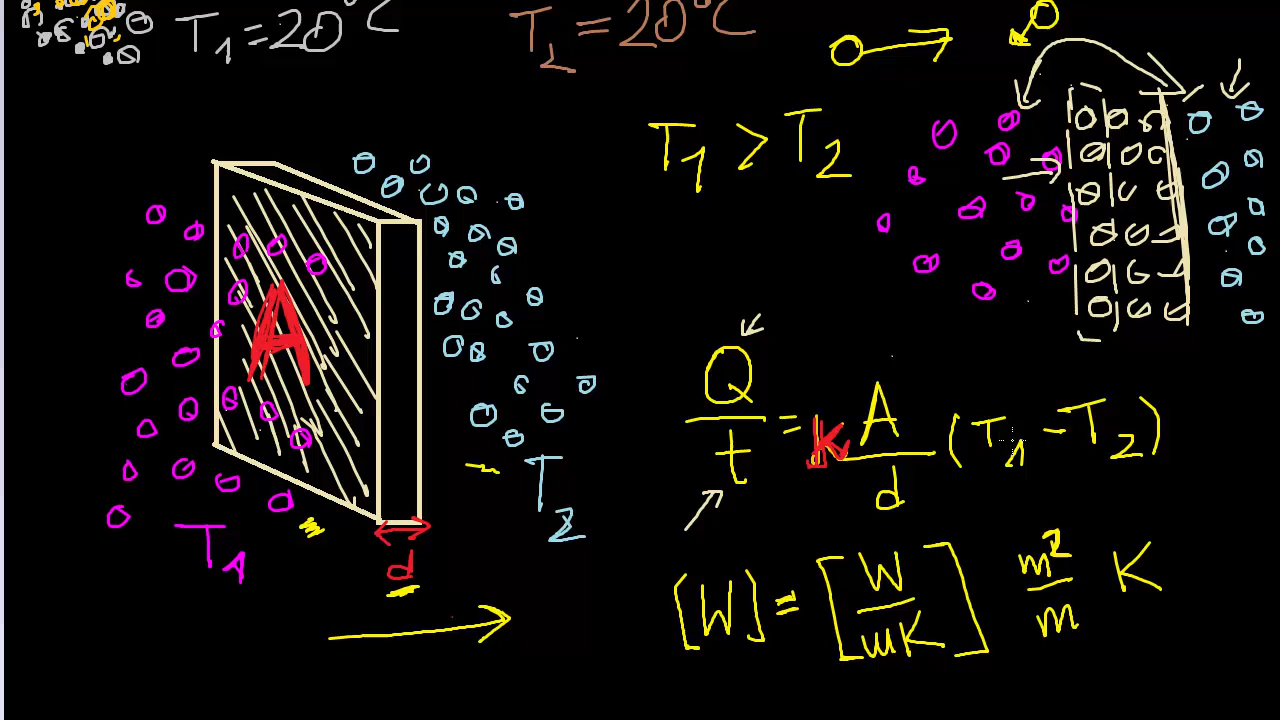 T₁ = 20°C
T₂ = 20°C
T₁ > T₂
A
Q/t = k A/d (T₁ - T₂)
T₂
T₁
d
[W] = [W/mK] m²/m K